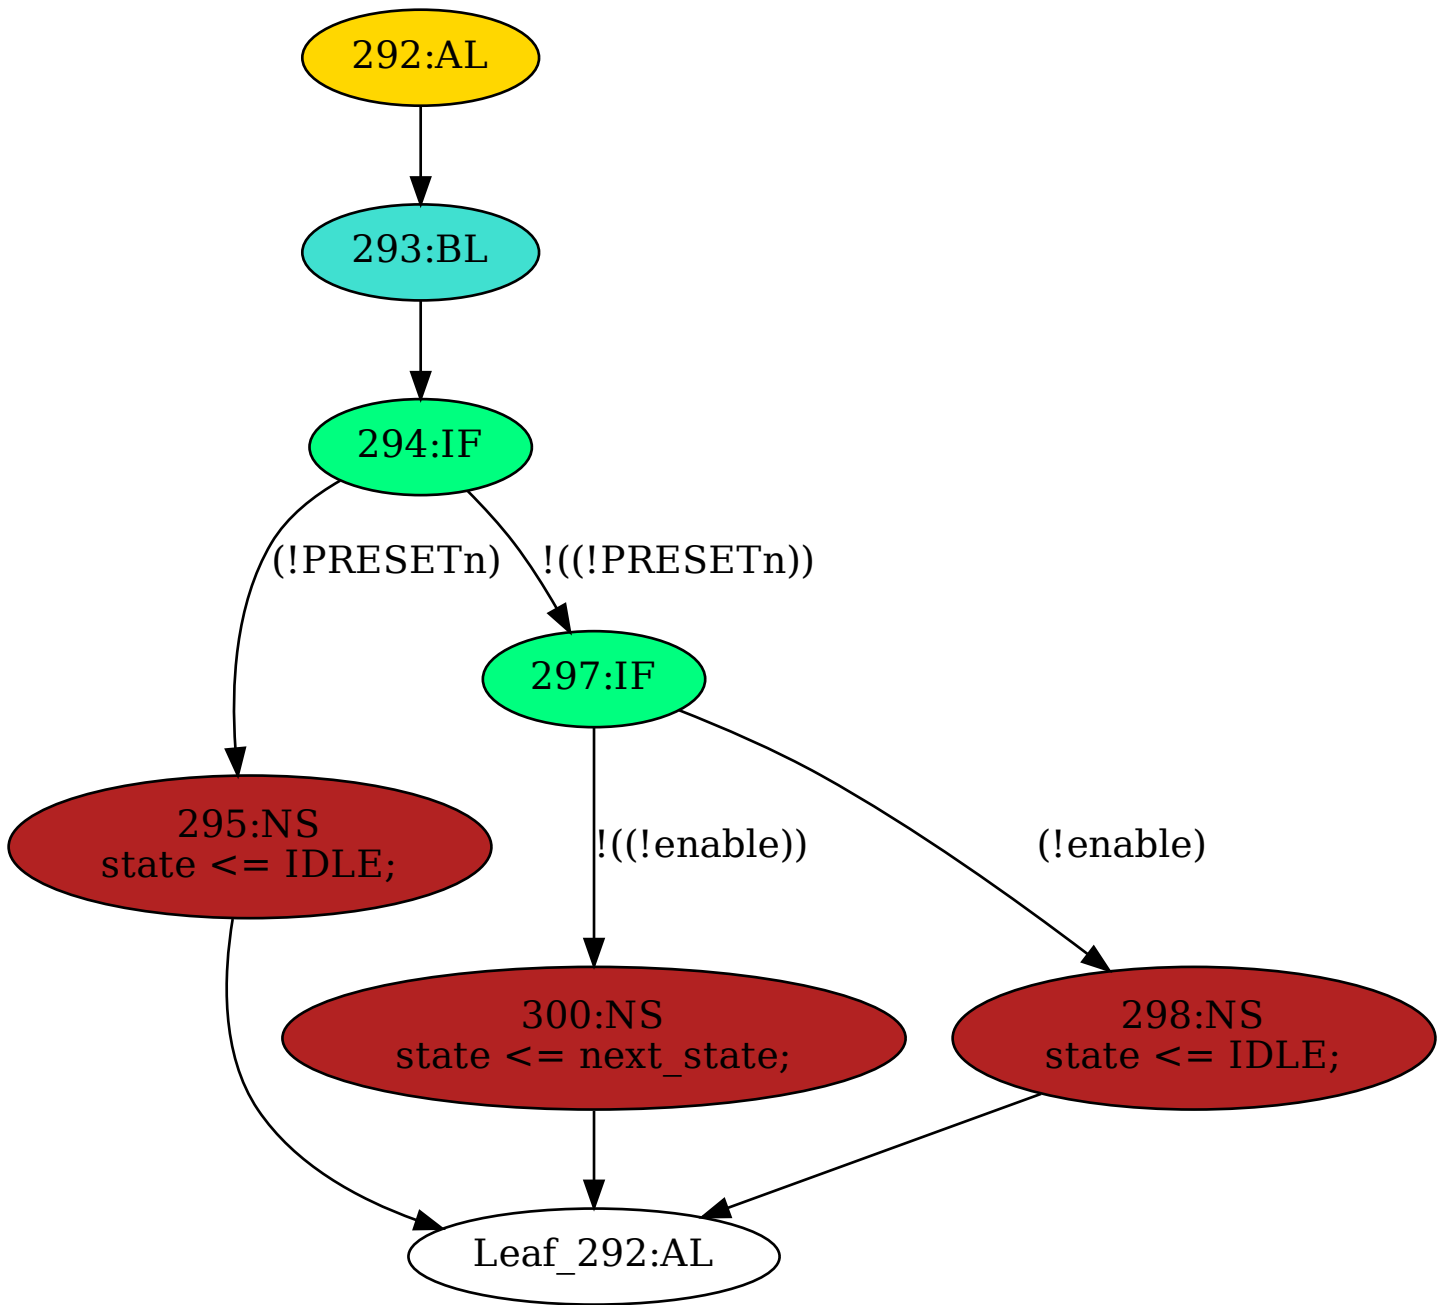 292:AL
293:BL
294:IF
(!PRESETn)
!((!PRESETn))
297:IF
295:NS
state <= IDLE;
!((!enable))
(!enable)
300:NS
state <= next_state;
298:NS
state <= IDLE;
Leaf_292:AL